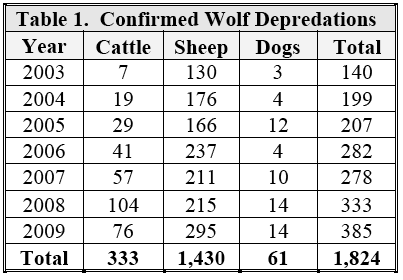 Table 1. Confirmed Wolf Depredations
Year Cattle Sheep Dogs Total
2003 7 130 3 140
2004 19 176 4 199
2005 29 166 12 207
2006 41 237 4 282
2007 57 211 10 278
2008 104 215 14 333
2009 76 295 14 385
Total 333 1,430 61 1,824